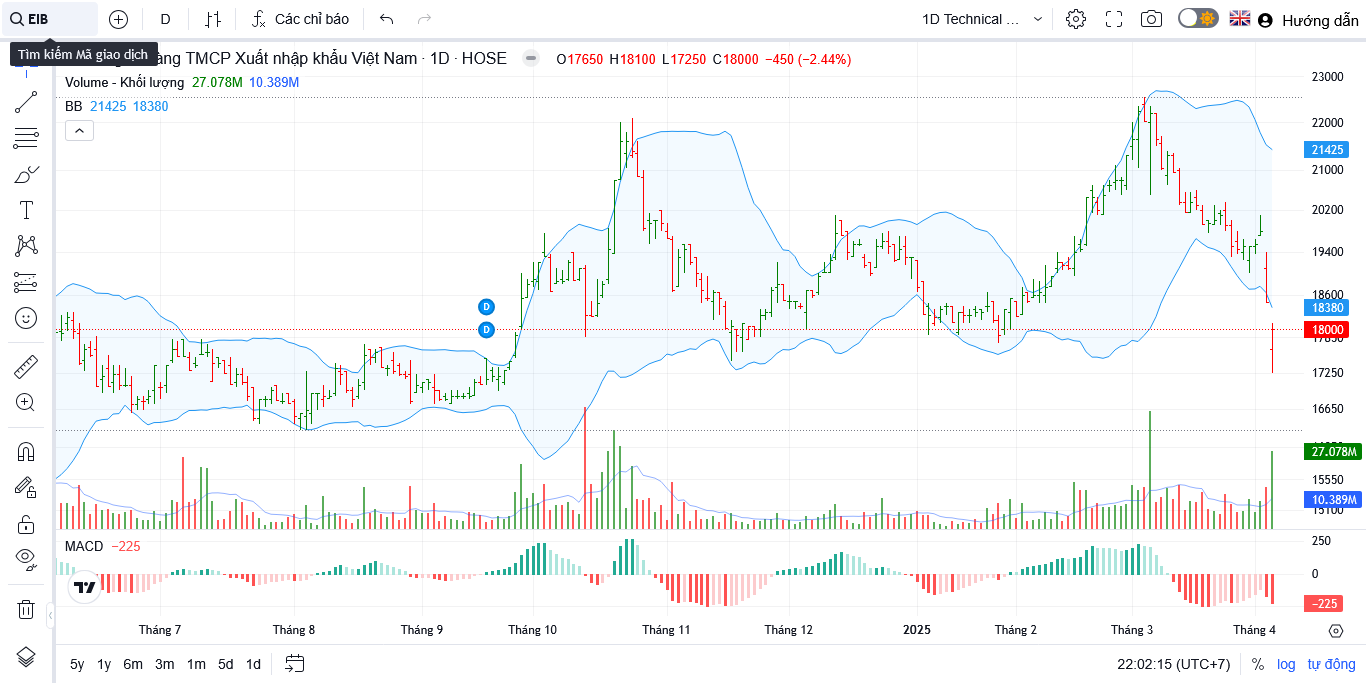 EIB D Các chỉ báo 1D Technical ... Hướng dẫn
Tìm kiếm Mã giao dịch
àng TMCP Xuất nhập khẩu Việt Nam · 1D · HOSE O17650 H18100 L17250 C18000 −450 (−2.44%)
Volume - Khối lượng 27.078M 10.389M
BB 21425 18380
23000
22000
21425
21000
20200
19400
18600
18380
18000
17250
16650
27.078M
15550
10.389M
15100
D
D
MACD −225
250
0
−225
Tháng 7 Tháng 8 Tháng 9 Tháng 10 Tháng 11 Tháng 12 2025 Tháng 2 Tháng 3 Tháng 4
5y 1y 6m 3m 1m 5d 1d 22:02:15 (UTC+7) % log tự động